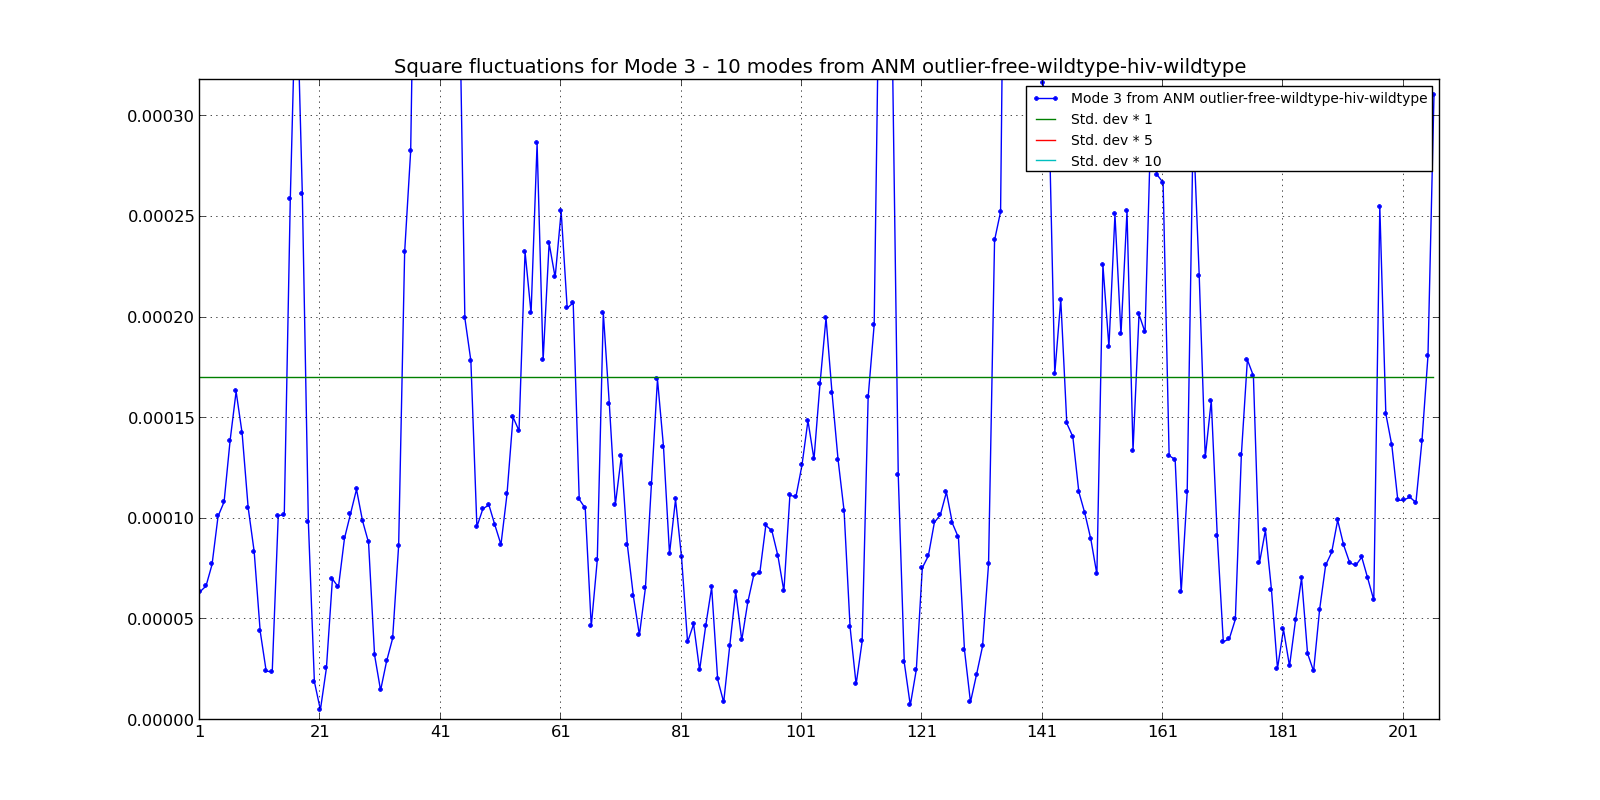 Square fluctuations for Mode 3 - 10 modes from ANM outlier-free-wildtype-hiv-wildtype
Mode 3 from ANM outlier-free-wildtype-hiv-wildtype
Std. dev * 1
Std. dev * 5
Std. dev * 10
0.00030
0.00025
0.00020
0.00015
0.00010
0.00005
0.00000
1 21 41 61 81 101 121 141 161 181 201